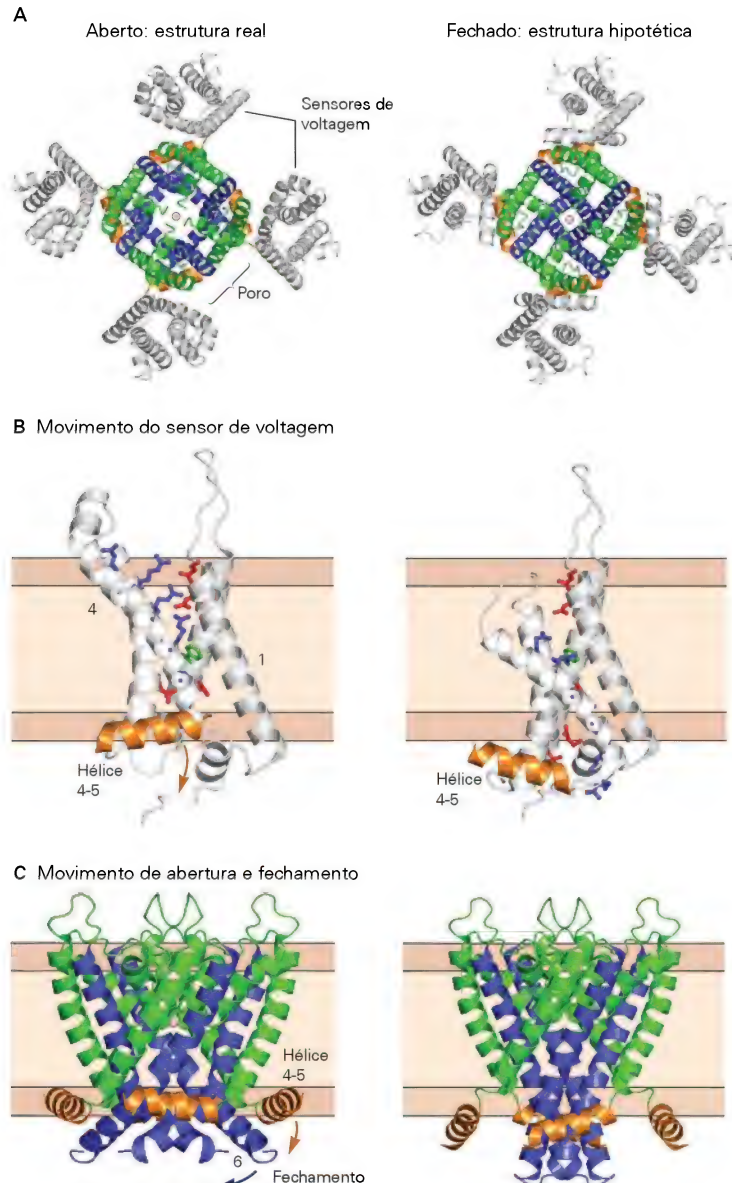 A
Aberto: estrutura real
Fechado: estrutura hipotética
Sensores de
voltagem
Poro
B Movimento do sensor de voltagem
4
1
Hélice
4-5
Hélice
4-5
C Movimento de abertura e fechamento
Hélice
4-5
6
Fechamento